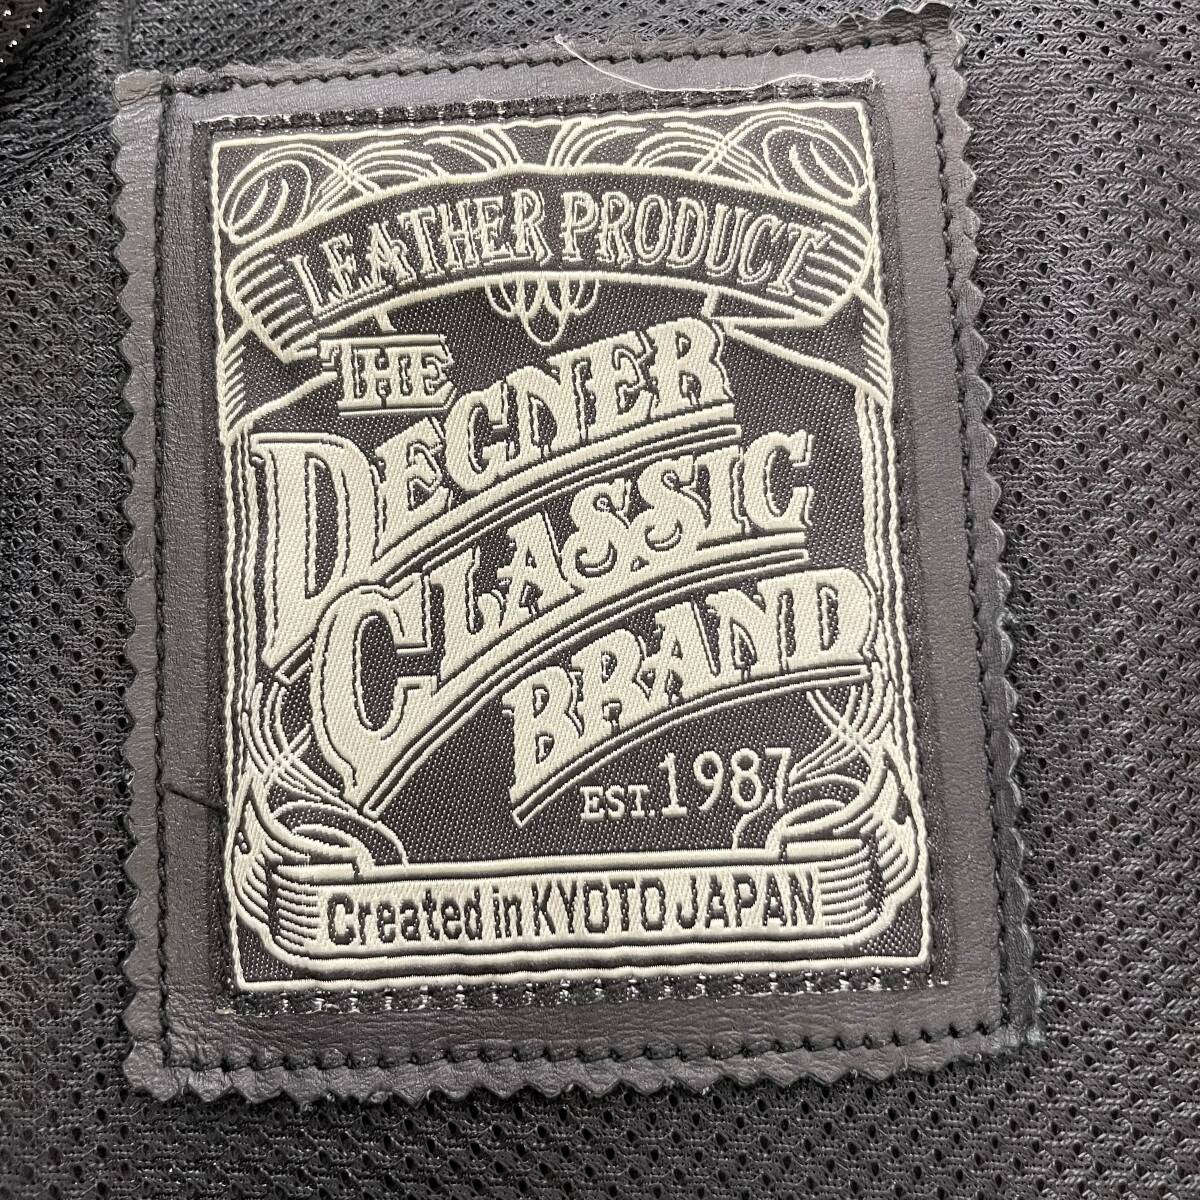 LEATHER PRODUCT
THE
DEGNER
CLASSIC
BRAND
EST. 1987
Created in KYOTO JAPAN